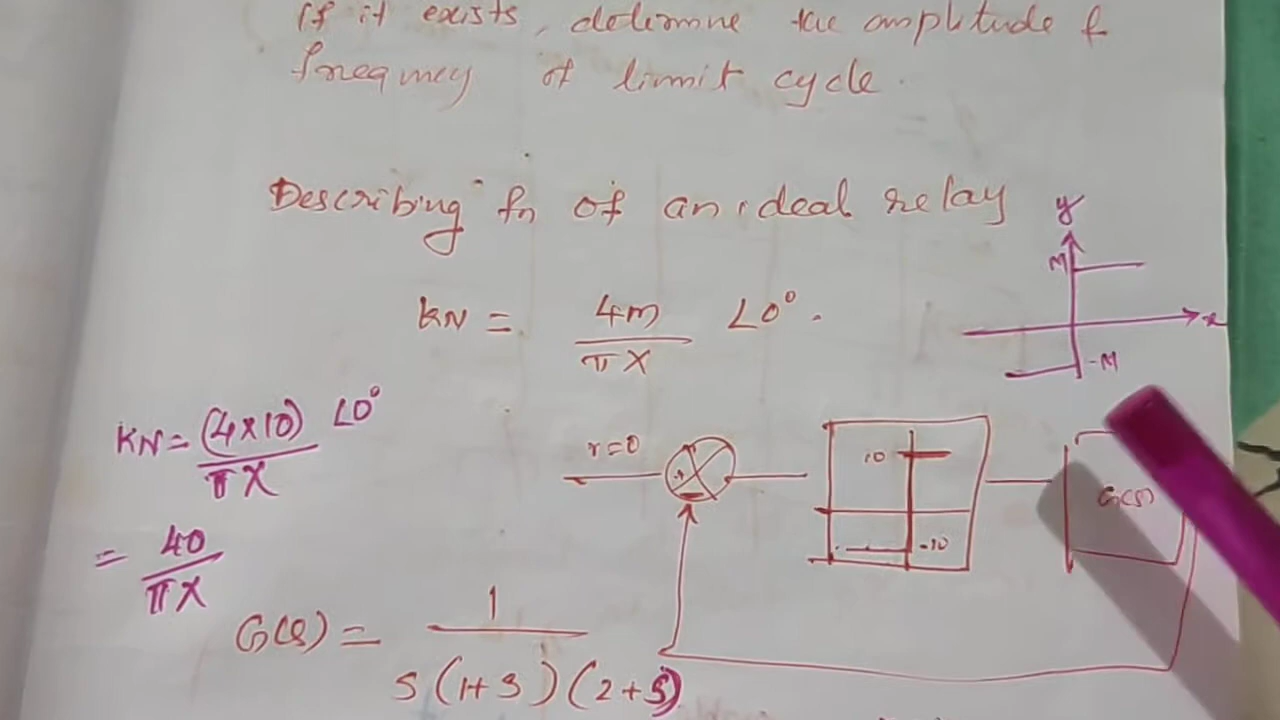 If it exists, determine the amplitude &
frequency of limit cycle.
Describing fn of an ideal relay
y
M
x
-M
KN = 4m / πX ∠0°.
KN = (4×10) / πX ∠0°
= 40 / πX
r=0
+
-
10
-10
G(s)
G(s) = 1 / s(1+s)(2+s)